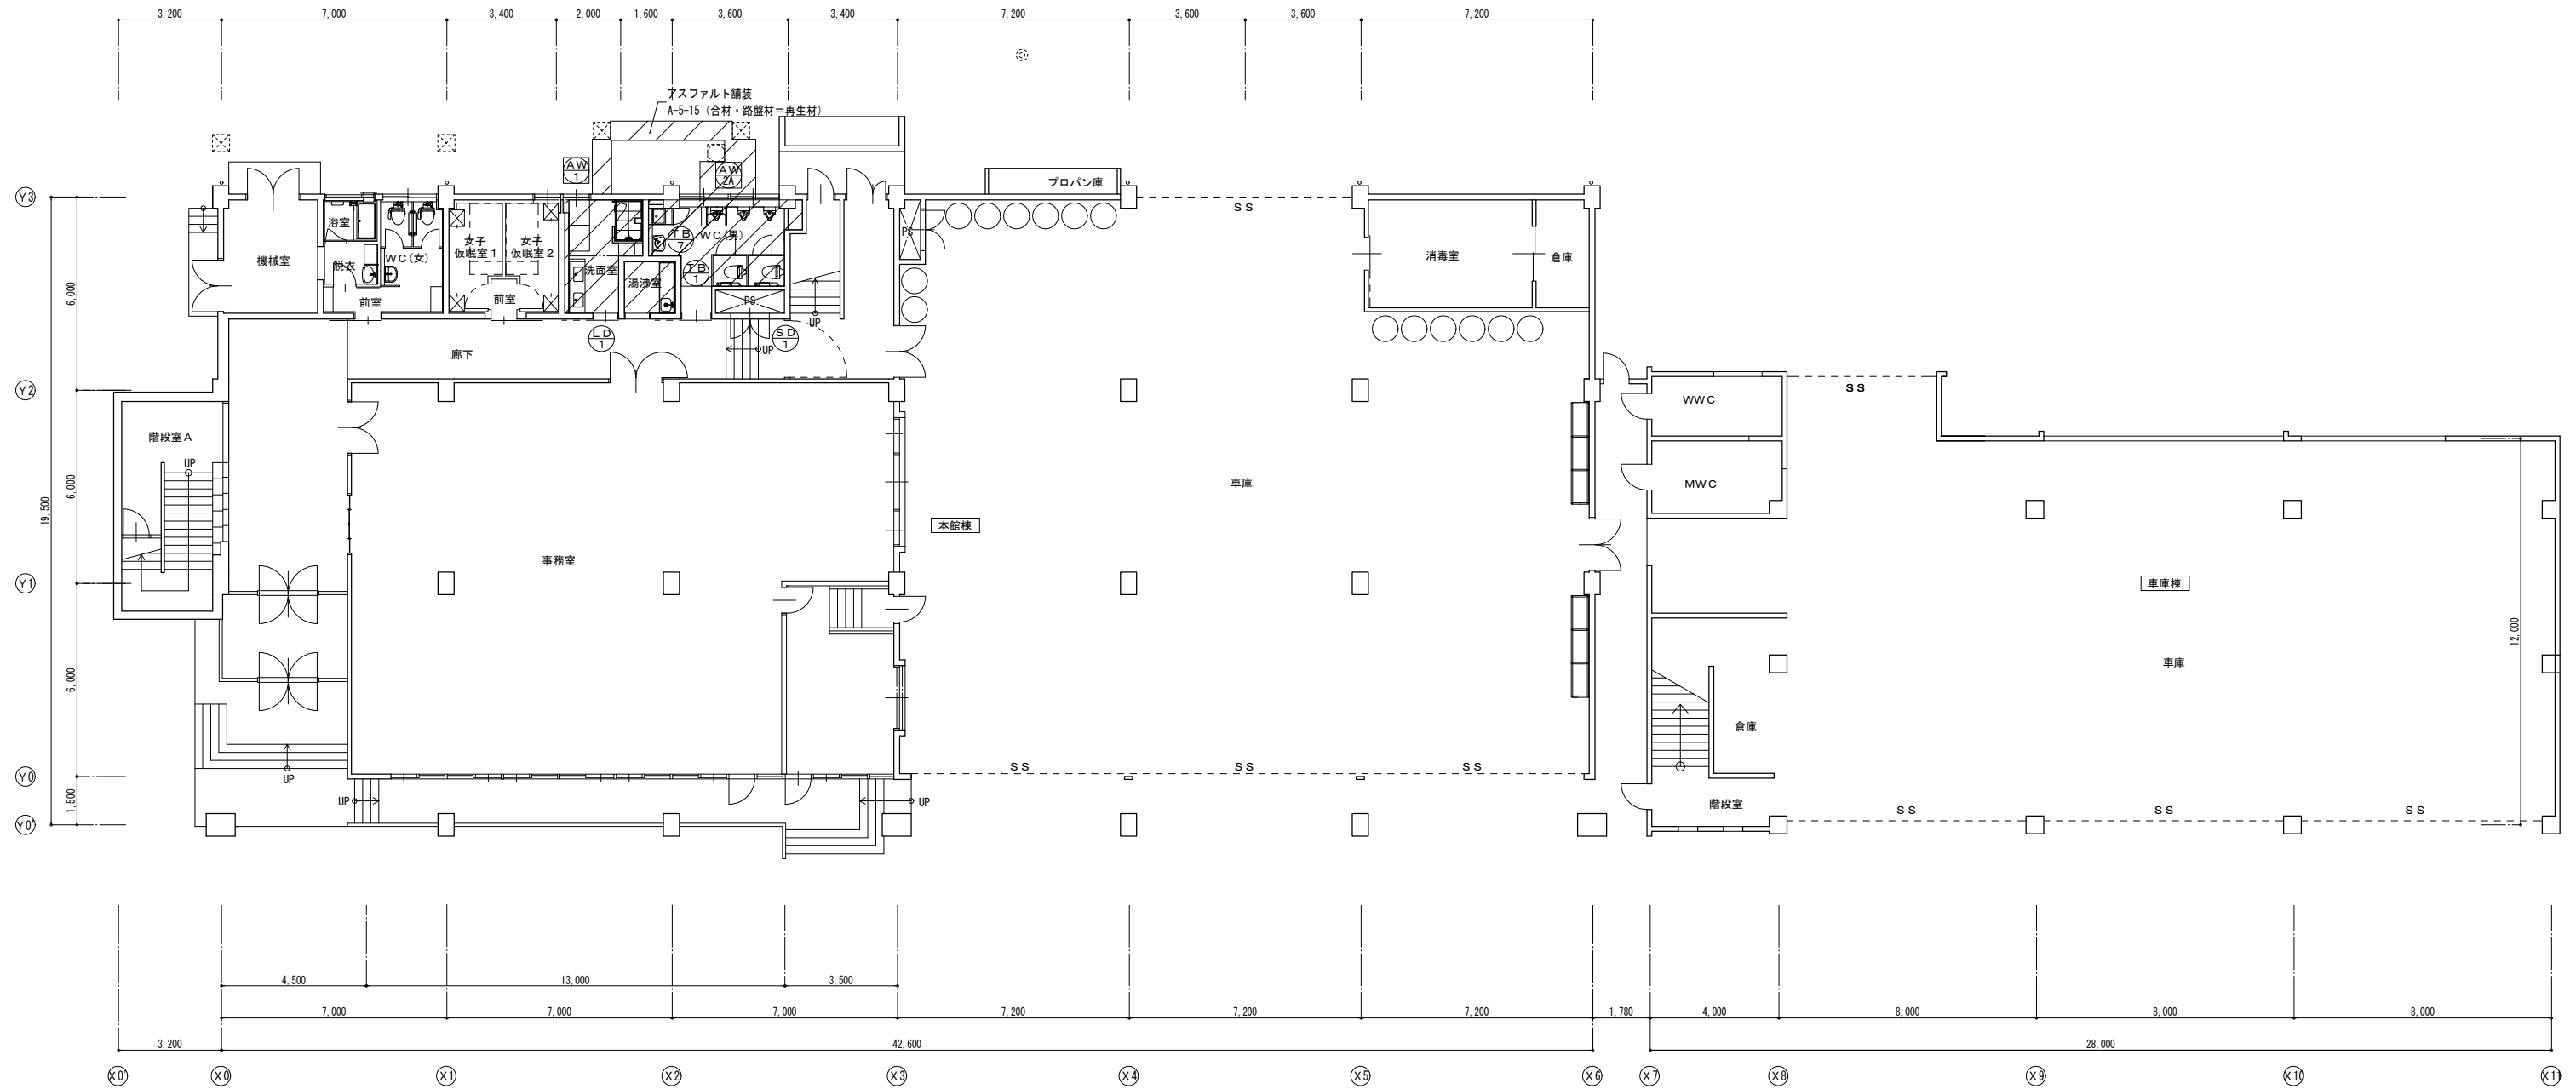 3,200 7,000 3,400 2,000 1,600 3,600 3,400 7,200 3,600 3,600 7,200
アスファルト舗装
A-5-15（合材・路盤材＝再生材）
AW
1
AW
2A
プロパン庫
Y3
SS
浴室
女子
仮眠室1
女子
仮眠室2
WC(男)
TB
7
PS
機械室
脱衣
WC(女)
洗面室
TB
1
消毒室
倉庫
湯沸室
前室
前室
PS
UP
6,000
LD
1
SD
1
廊下
UP
Y2
WWC
SS
階段室A
UP
MWC
車庫
6,000
19,500
本館棟
事務室
Y1
車庫棟
12,000
車庫
6,000
倉庫
UP
SS SS SS
Y0
1,500
UP
UP
階段室
SS SS SS
Y0'
4,500 13,000 3,500
7,000 7,000 7,000 7,200 7,200 7,200 1,780 4,000 8,000 8,000 8,000
3,200 42,600 28,000
X0' X0 X1 X2 X3 X4 X5 X6 X7 X8 X9 X10 X11